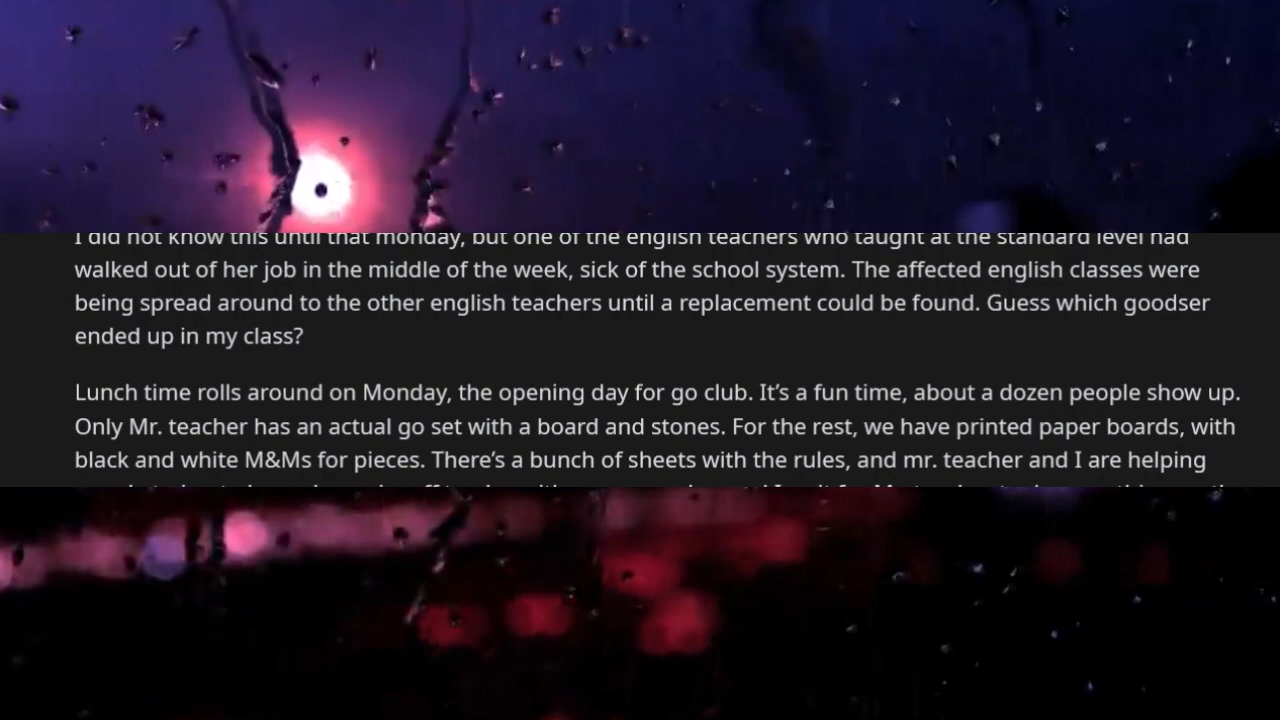 I did not know this until that monday, but one of the english teachers who taught at the standard level had
walked out of her job in the middle of the week, sick of the school system. The affected english classes were
being spread around to the other english teachers until a replacement could be found. Guess which goodser
ended up in my class?
Lunch time rolls around on Monday, the opening day for go club. It’s a fun time, about a dozen people show up.
Only Mr. teacher has an actual go set with a board and stones. For the rest, we have printed paper boards, with
black and white M&Ms for pieces. There’s a bunch of sheets with the rules, and mr. teacher and I are helping